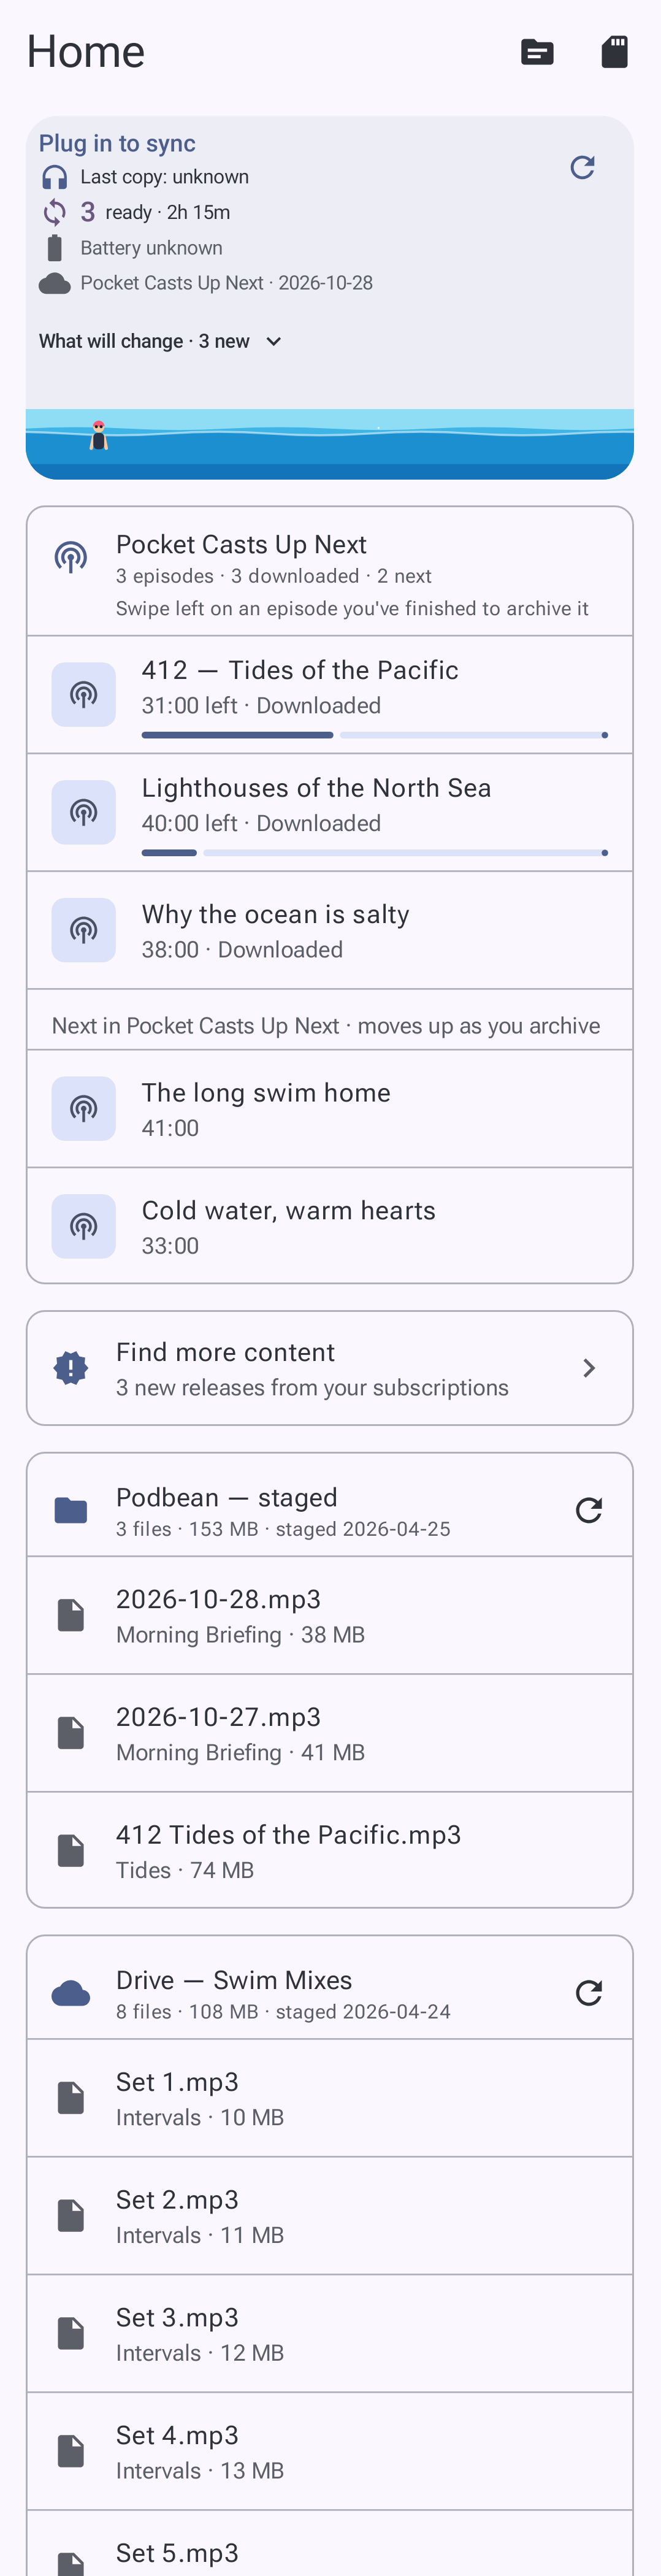 Home
Plug in to sync
Last copy: unknown
3 ready · 2h 15m
Battery unknown
Pocket Casts Up Next · 2026-10-28
What will change · 3 new
Pocket Casts Up Next
3 episodes · 3 downloaded · 2 next
Swipe left on an episode you've finished to archive it
412 — Tides of the Pacific
31:00 left · Downloaded
Lighthouses of the North Sea
40:00 left · Downloaded
Why the ocean is salty
38:00 · Downloaded
Next in Pocket Casts Up Next · moves up as you archive
The long swim home
41:00
Cold water, warm hearts
33:00
Find more content
3 new releases from your subscriptions
Podbean — staged
3 files · 153 MB · staged 2026-04-25
2026-10-28.mp3
Morning Briefing · 38 MB
2026-10-27.mp3
Morning Briefing · 41 MB
412 Tides of the Pacific.mp3
Tides · 74 MB
Drive — Swim Mixes
8 files · 108 MB · staged 2026-04-24
Set 1.mp3
Intervals · 10 MB
Set 2.mp3
Intervals · 11 MB
Set 3.mp3
Intervals · 12 MB
Set 4.mp3
Intervals · 13 MB
Set 5.mp3